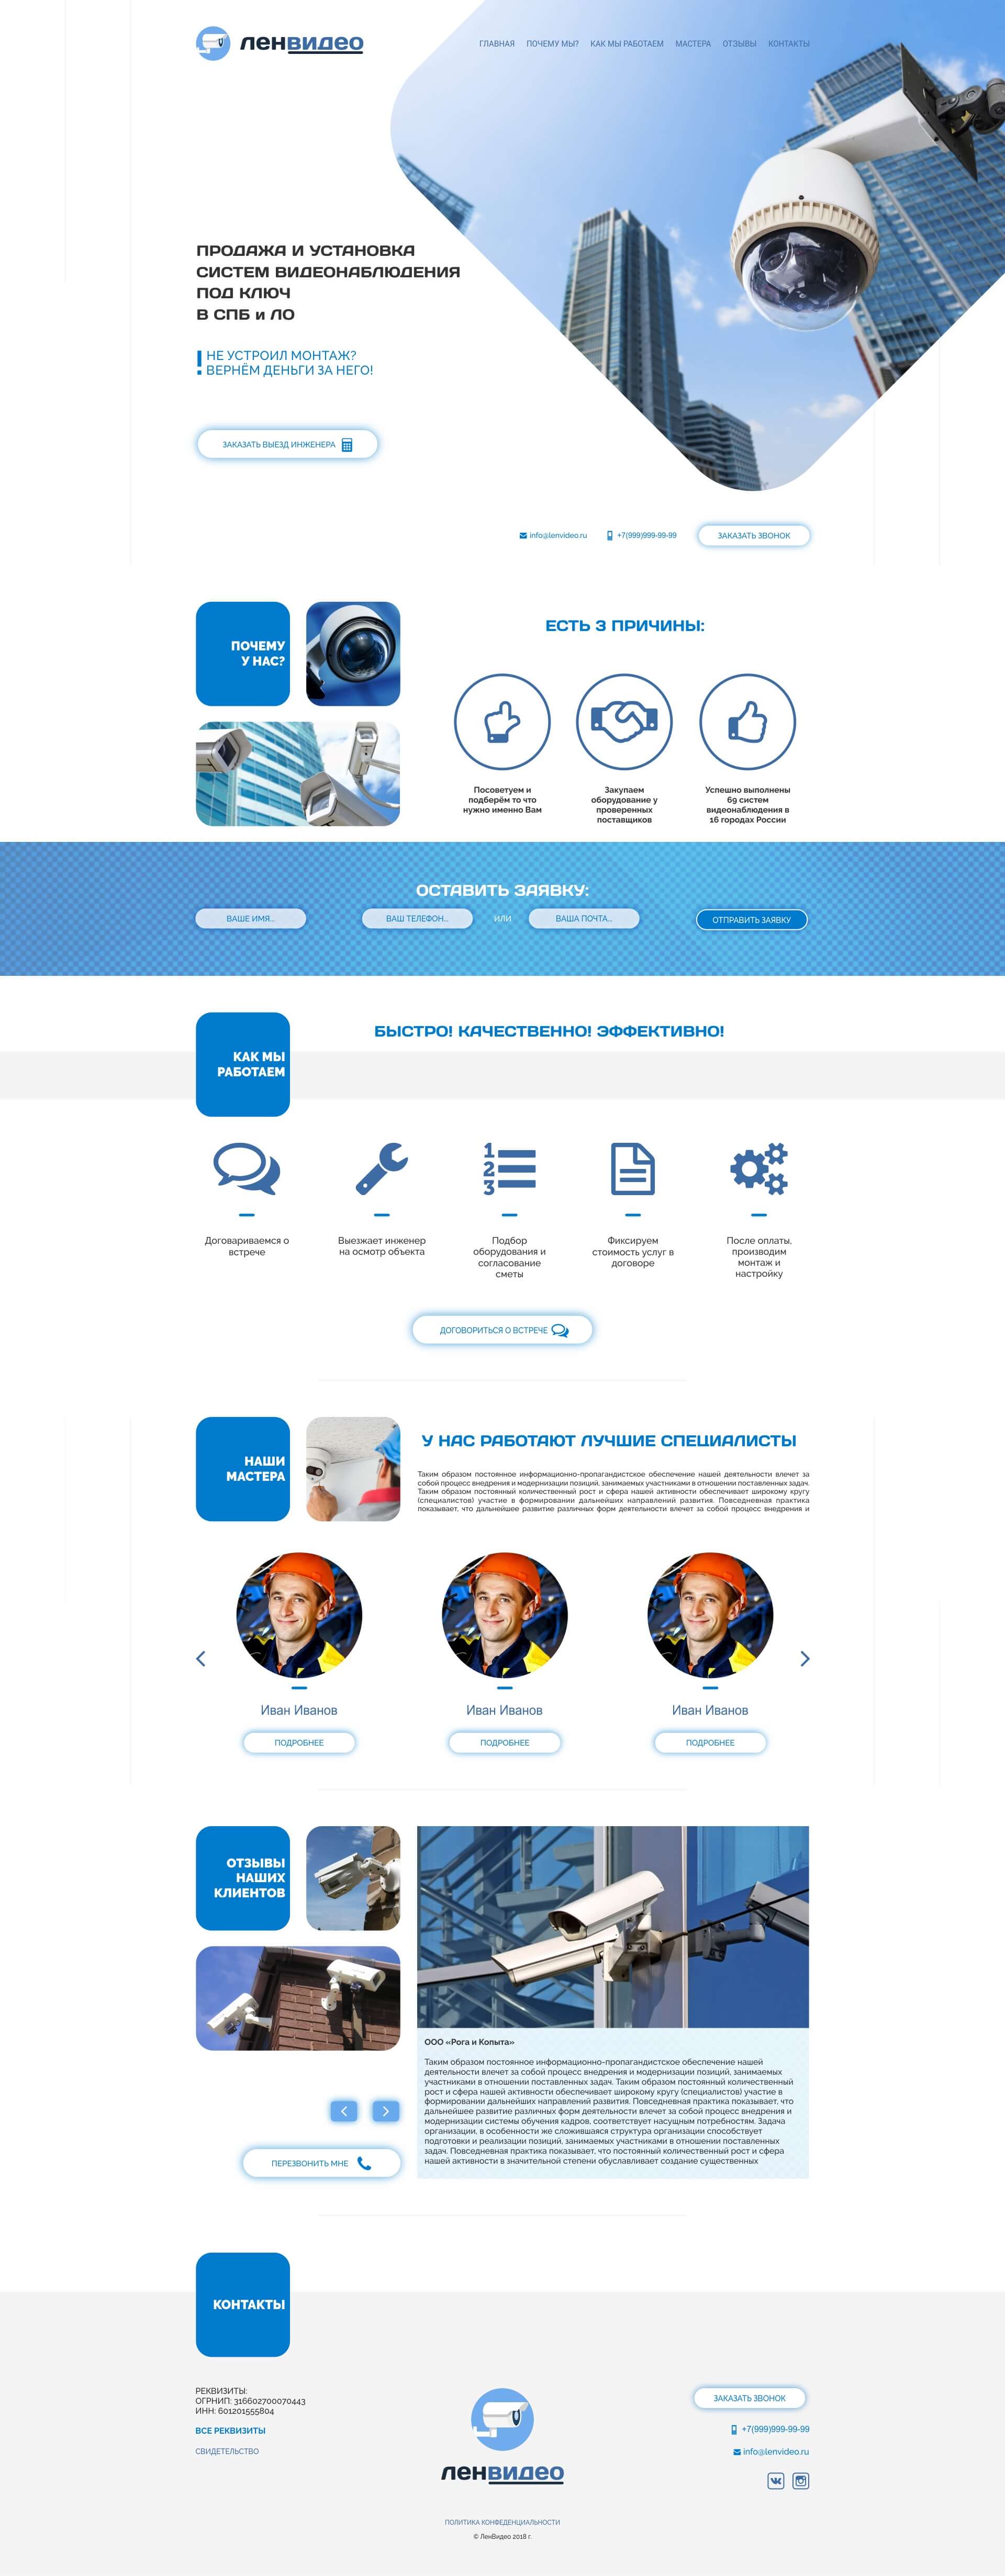 ЛЕНВИДЕО
ГЛАВНАЯ ПОЧЕМУ МЫ? КАК МЫ РАБОТАЕМ МАСТЕРА ОТЗЫВЫ КОНТАКТЫ
ПРОДАЖА И УСТАНОВКА
СИСТЕМ ВИДЕОНАБЛЮДЕНИЯ
ПОД КЛЮЧ
В СПБ и ЛО
! НЕ УСТРОИЛ МОНТАЖ?
ВЕРНЁМ ДЕНЬГИ ЗА НЕГО!
ЗАКАЗАТЬ ВЫЕЗД ИНЖЕНЕРА
info@lenvideo.ru +7(999)999-99-99 ЗАКАЗАТЬ ЗВОНОК
ПОЧЕМУ
У НАС?
ЕСТЬ 3 ПРИЧИНЫ:
Посоветуем и
подберём то что
нужно именно Вам
Закупаем
оборудование у
проверенных
поставщиков
Успешно выполнены
69 систем
видеонаблюдения в
16 городах России
ОСТАВИТЬ ЗАЯВКУ:
ВАШЕ ИМЯ... ВАШ ТЕЛЕФОН... ИЛИ ВАША ПОЧТА... ОТПРАВИТЬ ЗАЯВКУ
КАК МЫ
РАБОТАЕМ
БЫСТРО! КАЧЕСТВЕННО! ЭФФЕКТИВНО!
1
2
3
Договариваемся о
встрече
Выезжает инженер
на осмотр объекта
Подбор
оборудования и
согласование
сметы
Фиксируем
стоимость услуг в
договоре
После оплаты,
производим
монтаж и
настройку
ДОГОВОРИТЬСЯ О ВСТРЕЧЕ
НАШИ
МАСТЕРА
У НАС РАБОТАЮТ ЛУЧШИЕ СПЕЦИАЛИСТЫ
Таким образом постоянное информационно-пропагандистское обеспечение нашей деятельности влечет за
собой процесс внедрения и модернизации позиций, занимаемых участниками в отношении поставленных задач.
Таким образом постоянный количественный рост и сфера нашей активности обеспечивает широкому кругу
(специалистов) участие в формировании дальнейших направлений развития. Повседневная практика
показывает, что дальнейшее развитие различных форм деятельности влечет за собой процесс внедрения и
Иван Иванов Иван Иванов Иван Иванов
ПОДРОБНЕЕ ПОДРОБНЕЕ ПОДРОБНЕЕ
ОТЗЫВЫ
НАШИХ
КЛИЕНТОВ
ООО «Рога и Копыта»
Таким образом постоянное информационно-пропагандистское обеспечение нашей
деятельности влечет за собой процесс внедрения и модернизации позиций, занимаемых
участниками в отношении поставленных задач. Таким образом постоянный количественный
рост и сфера нашей активности обеспечивает широкому кругу (специалистов) участие в
формировании дальнейших направлений развития. Повседневная практика показывает, что
дальнейшее развитие различных форм деятельности влечет за собой процесс внедрения и
модернизации системы обучения кадров, соответствует насущным потребностям. Задача
организации, в особенности же сложившаяся структура организации способствует
подготовки и реализации позиций, занимаемых участниками в отношении поставленных
задач. Повседневная практика показывает, что постоянный количественный рост и сфера
нашей активности в значительной степени обуславливает создание существенных
ПЕРЕЗВОНИТЬ МНЕ
КОНТАКТЫ
РЕКВИЗИТЫ:
ОГРНИП: 316602700070443
ИНН: 601201555804
ВСЕ РЕКВИЗИТЫ
СВИДЕТЕЛЬСТВО
ЛЕНВИДЕО
ЗАКАЗАТЬ ЗВОНОК
+7(999)999-99-99
info@lenvideo.ru
ПОЛИТИКА КОНФЕДЕНЦИАЛЬНОСТИ
© ЛенВидео 2018 г.